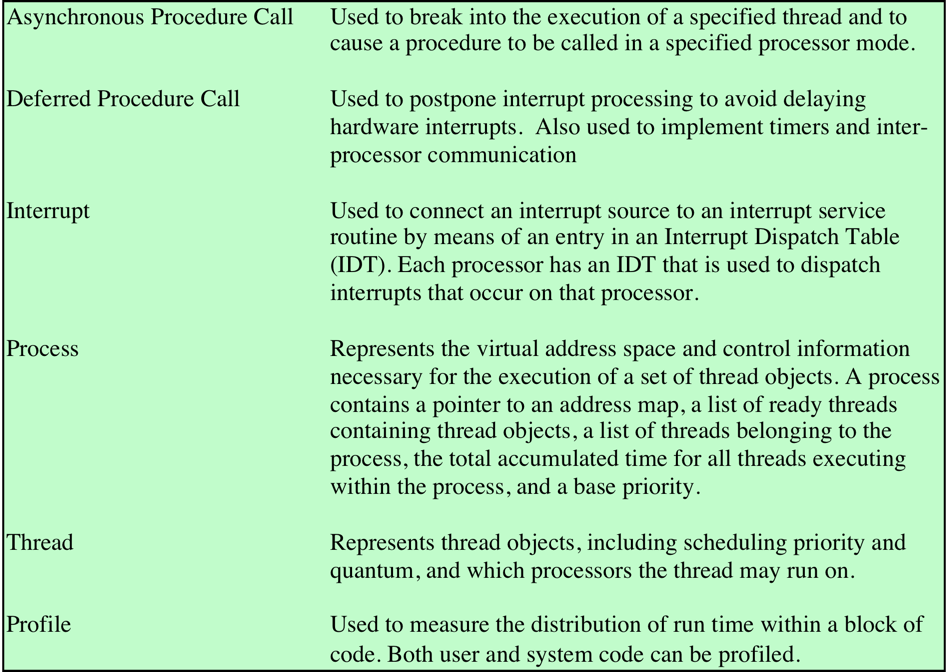 Asynchronous Procedure Call Used to break into the execution of a specified thread and to
cause a procedure to be called in a specified processor mode.
Deferred Procedure Call Used to postpone interrupt processing to avoid delaying
hardware interrupts.  Also used to implement timers and inter-
processor communication
Interrupt Used to connect an interrupt source to an interrupt service
routine by means of an entry in an Interrupt Dispatch Table
(IDT). Each processor has an IDT that is used to dispatch
interrupts that occur on that processor.
Process Represents the virtual address space and control information
necessary for the execution of a set of thread objects. A process
contains a pointer to an address map, a list of ready threads
containing thread objects, a list of threads belonging to the
process, the total accumulated time for all threads executing
within the process, and a base priority.
Thread Represents thread objects, including scheduling priority and
quantum, and which processors the thread may run on.
Profile Used to measure the distribution of run time within a block of
code. Both user and system code can be profiled.